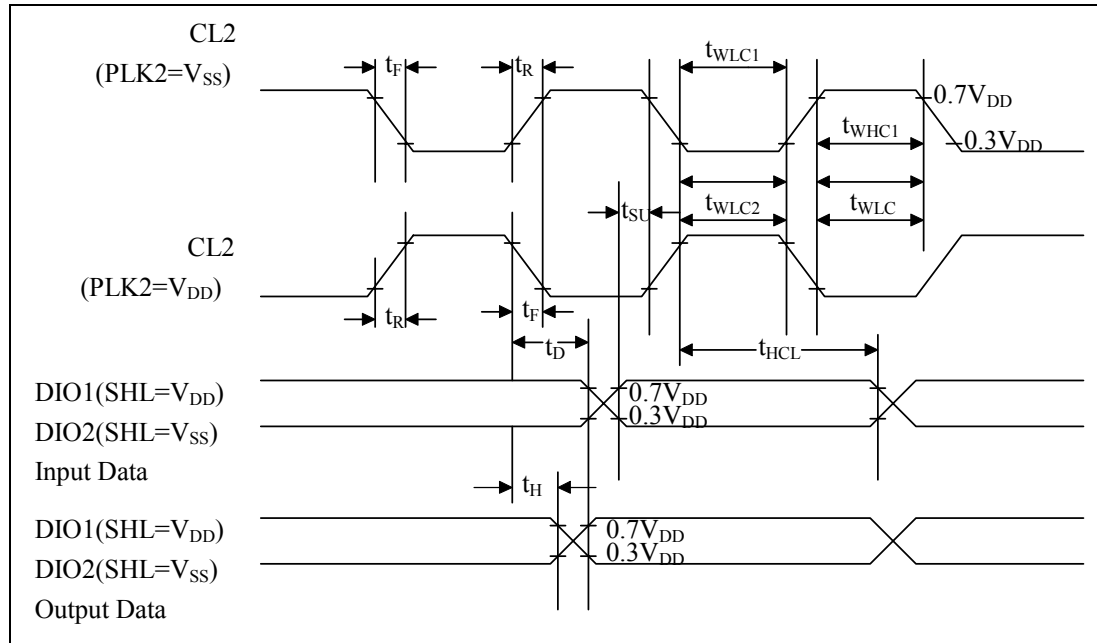 CL2
(PLK2=VSS)
tF
tR
tWLC1
0.7VDD
tWHC1
0.3VDD
tSU
tWLC2
tWLC
CL2
(PLK2=VDD)
tR
tF
tD
tHCL
DIO1(SHL=VDD)
0.7VDD
DIO2(SHL=VSS)
0.3VDD
Input Data
tH
DIO1(SHL=VDD)
0.7VDD
DIO2(SHL=VSS)
0.3VDD
Output Data